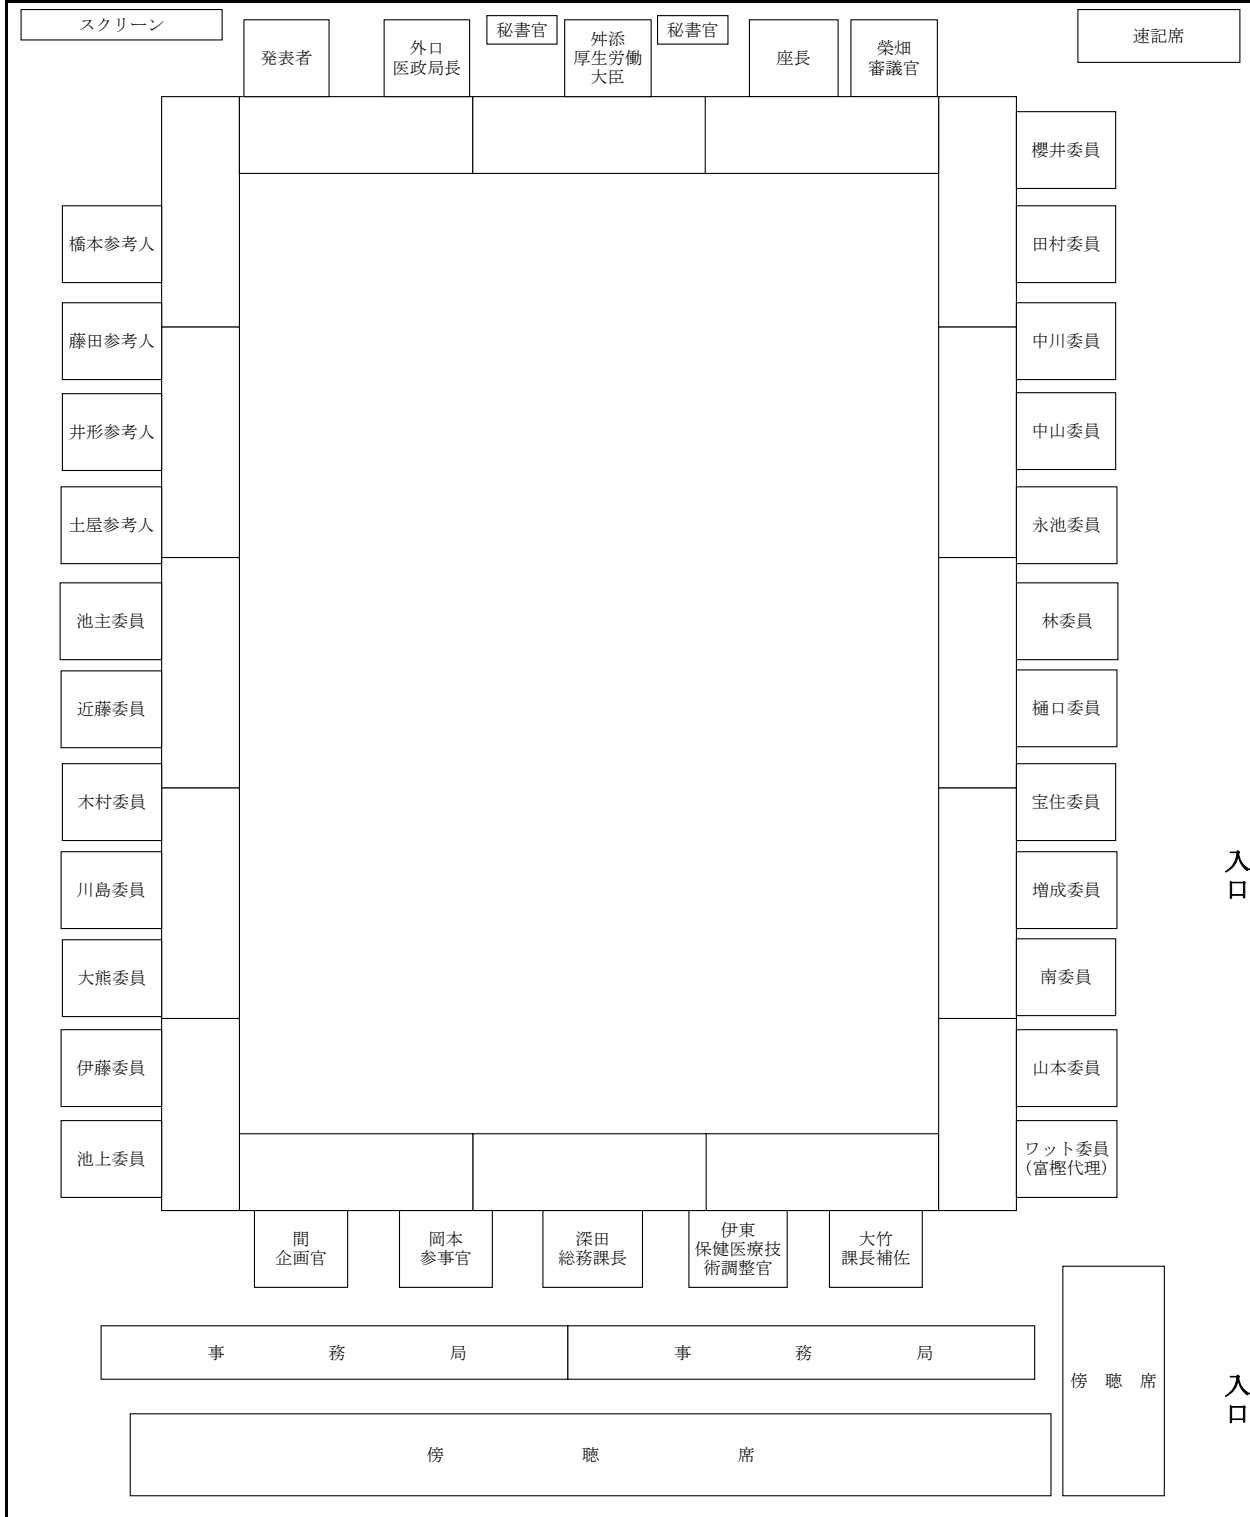 スクリーン
発表者
外口
医政局長
秘書官
舛添
厚生労働
大臣
秘書官
座長
榮畑
審議官
速記席
櫻井委員
橋本参考人
田村委員
藤田参考人
中川委員
井形参考人
中山委員
土屋参考人
永池委員
池主委員
林委員
近藤委員
樋口委員
木村委員
宝住委員
川島委員
増成委員
入口
大熊委員
南委員
伊藤委員
山本委員
池上委員
ワット委員
（富樫代理）
間
企画官
岡本
参事官
深田
総務課長
伊東
保健医療技
術調整官
大竹
課長補佐
事務局
事務局
傍聴席
入口
傍聴席